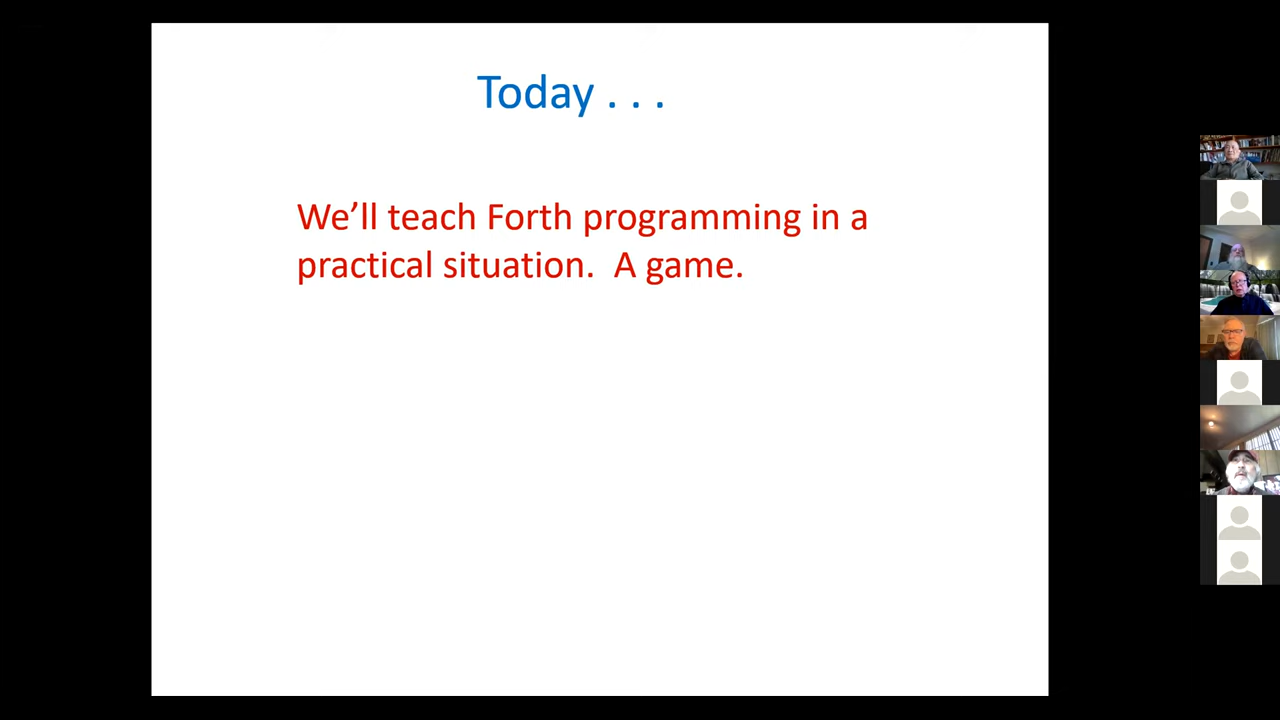 Today . . .
We’ll teach Forth programming in a
practical situation.  A game.